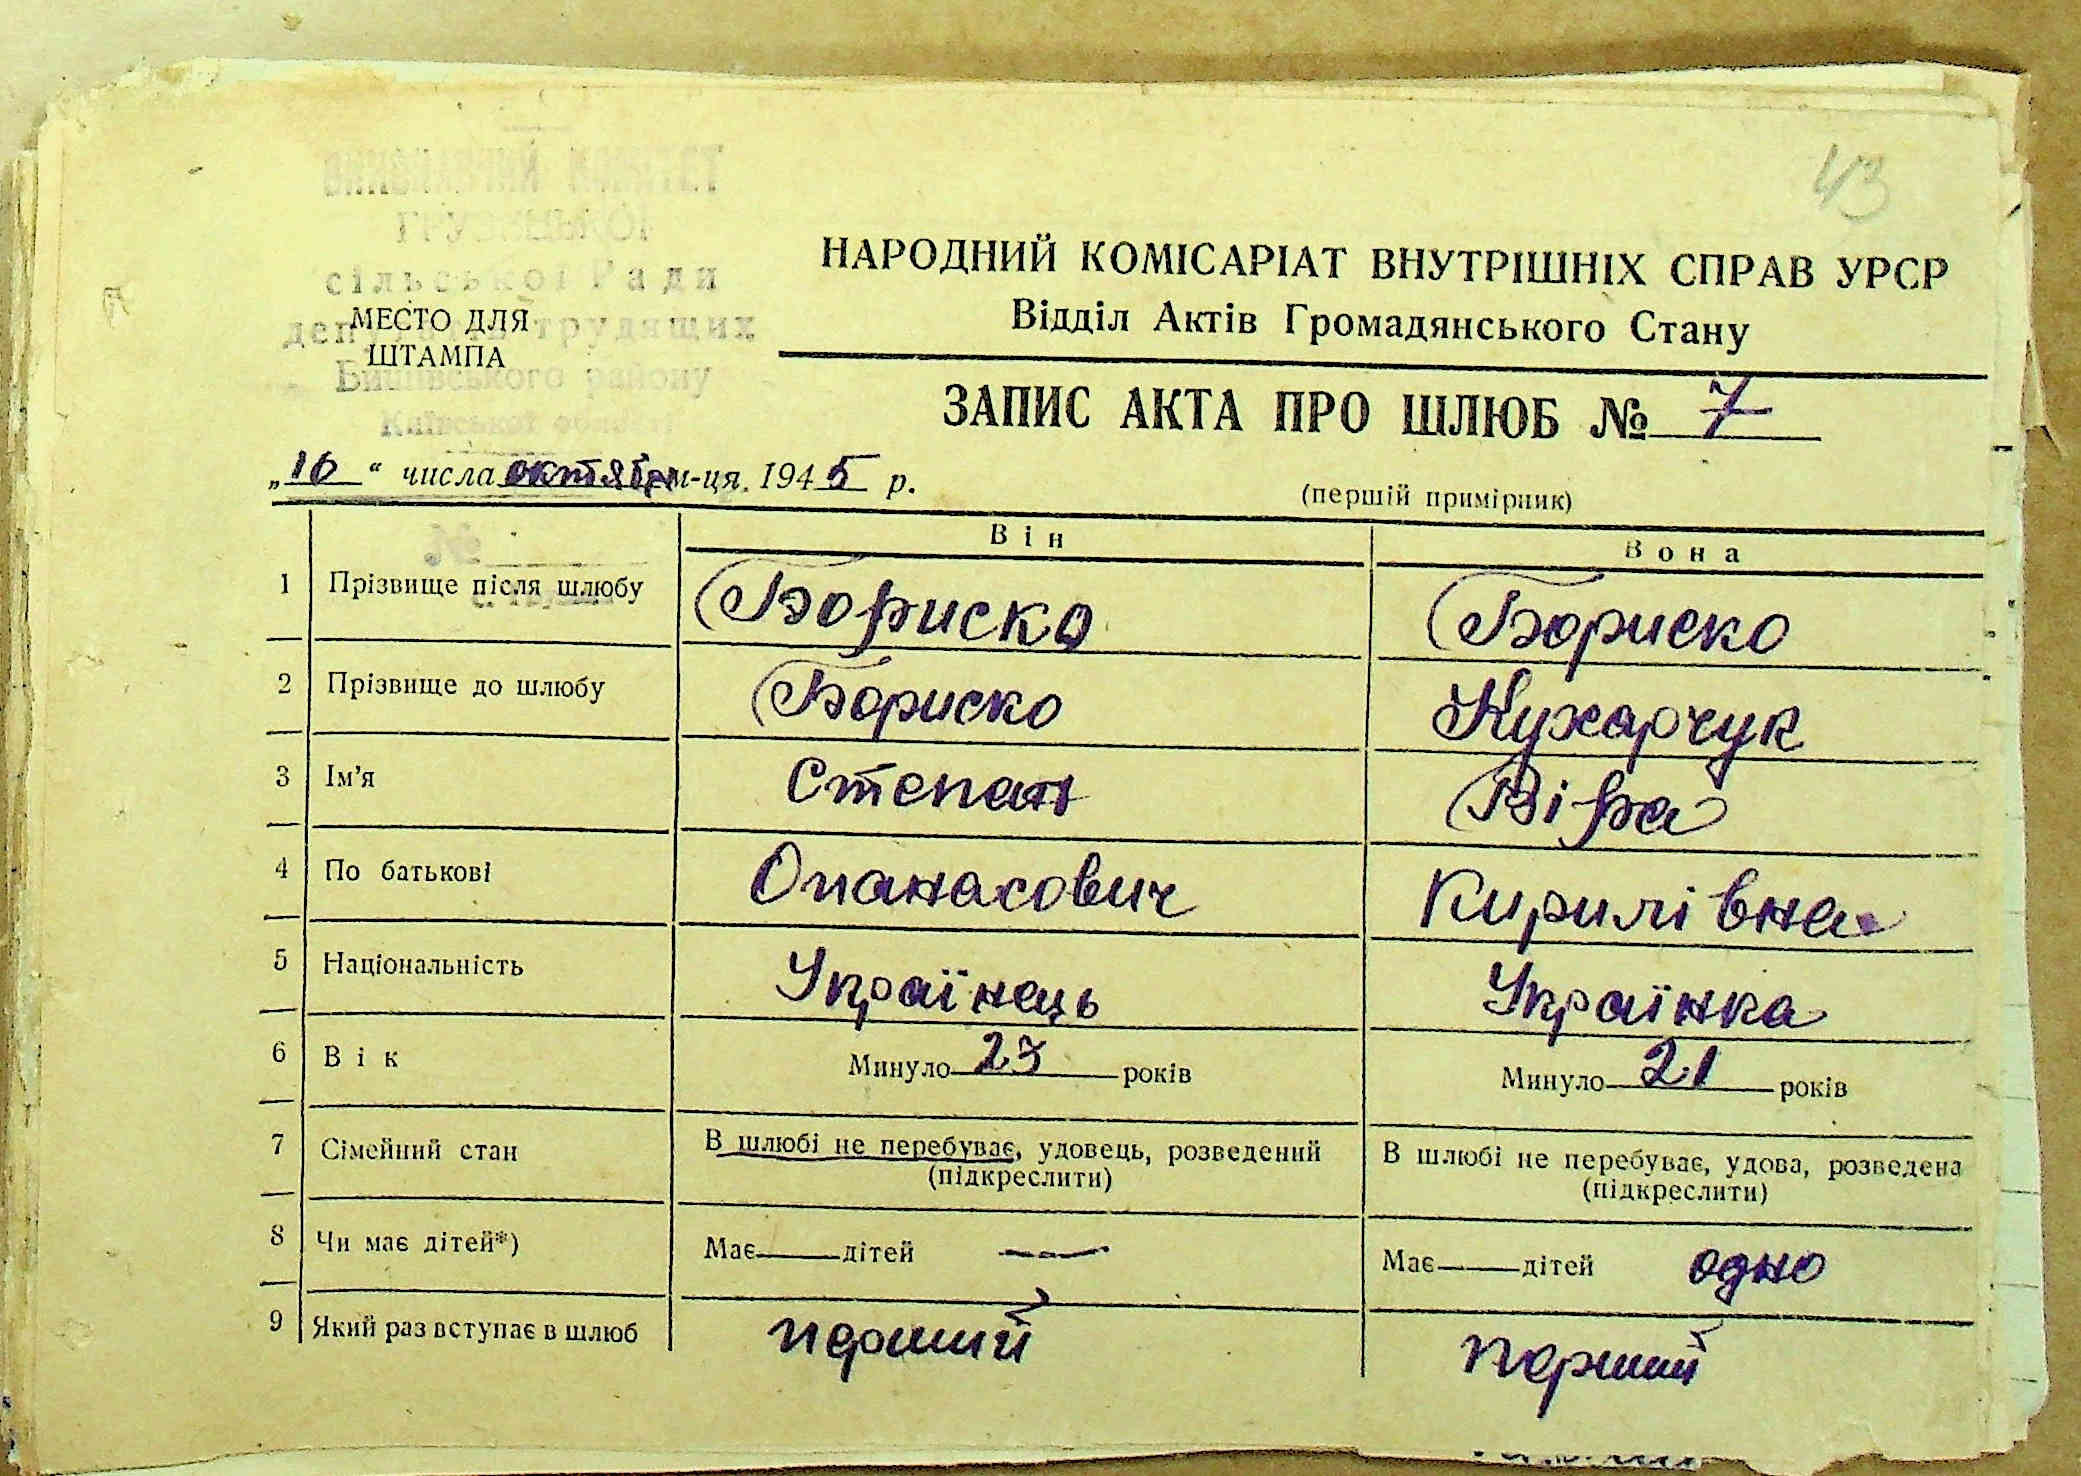 43
ВИКОНАВЧИЙ КОМІТЕТ
ГРУЗЬКОЇ
сільської Ради
трудящих
Бишівського району
Київської області
МЕСТО ДЛЯ
ШТАМПА
НАРОДНИЙ КОМІСАРІАТ ВНУТРІШНІХ СПРАВ УРСР
Відділ Актів Громадянського Стану
ЗАПИС АКТА ПРО ШЛЮБ № 7
„16“ числа октября м-ця 1945 р.
(першій примірник)
№
Він Вона
1 Прізвище після шлюбу Бориско Бориско
2 Прізвище до шлюбу Бориско Кухарчук
3 Ім'я Степан Віра
4 По батькові Опанасович Кирилівна
5 Національність Українець Українка
6 Вік Минуло 23 років Минуло 21 років
7 Сімейний стан В шлюбі не перебуває, удовець, розведений В шлюбі не перебуває, удова, розведена
(підкреслити) (підкреслити)
8 Чи має дітей*) Має — дітей — Має — дітей одно
9 Який раз вступає в шлюб перший перший